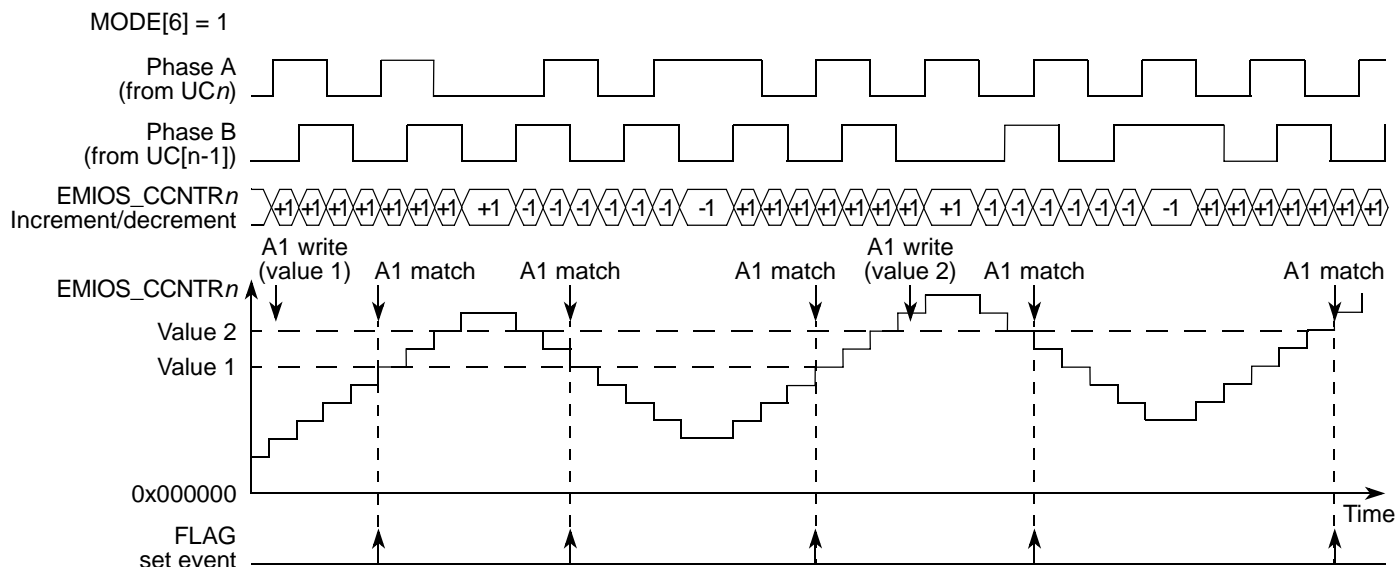 MODE[6] = 1
Phase A
(from UCn)
Phase B
(from UC[n-1])
EMIOS_CCNTRn
Increment/decrement
+1 +1 +1 +1 +1 +1 +1 +1 -1 -1 -1 -1 -1 -1 -1 +1 +1 +1 +1 +1 +1 +1 +1 -1 -1 -1 -1 -1 -1 -1 +1 +1 +1 +1 +1 +1 +1
A1 write
(value 1)
A1 match
A1 match
A1 match
A1 write
(value 2)
A1 match
A1 match
EMIOS_CCNTRn
Value 2
Value 1
0x000000
Time
FLAG
set event